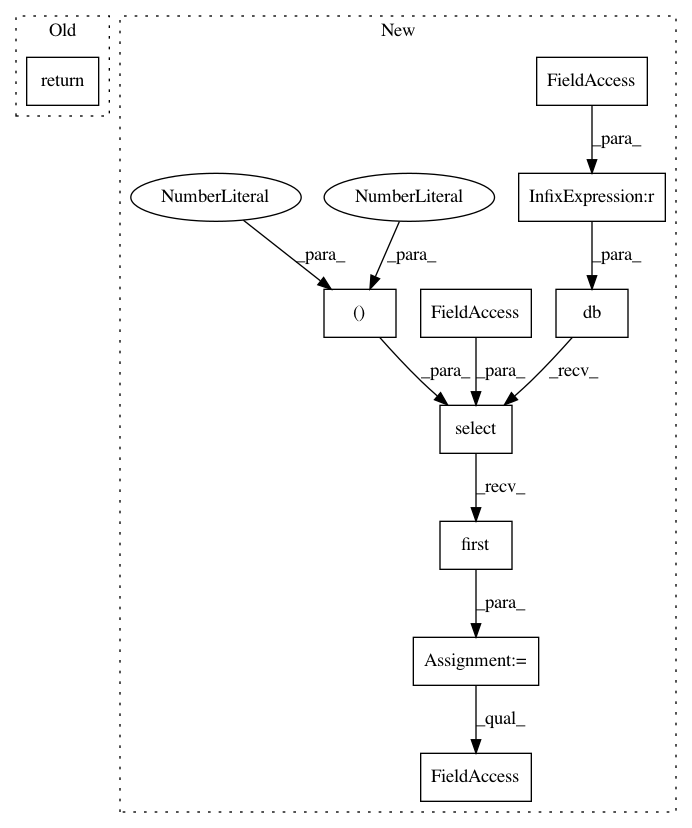 Old
New
return
FieldAccess
_para_
NumberLiteral
NumberLiteral
InfixExpression:r
_para_
_para_
_para_
()
FieldAccess
db
_para_
_para_
_recv_
select
_recv_
first
_para_
Assignment:=
_qual_
FieldAccess